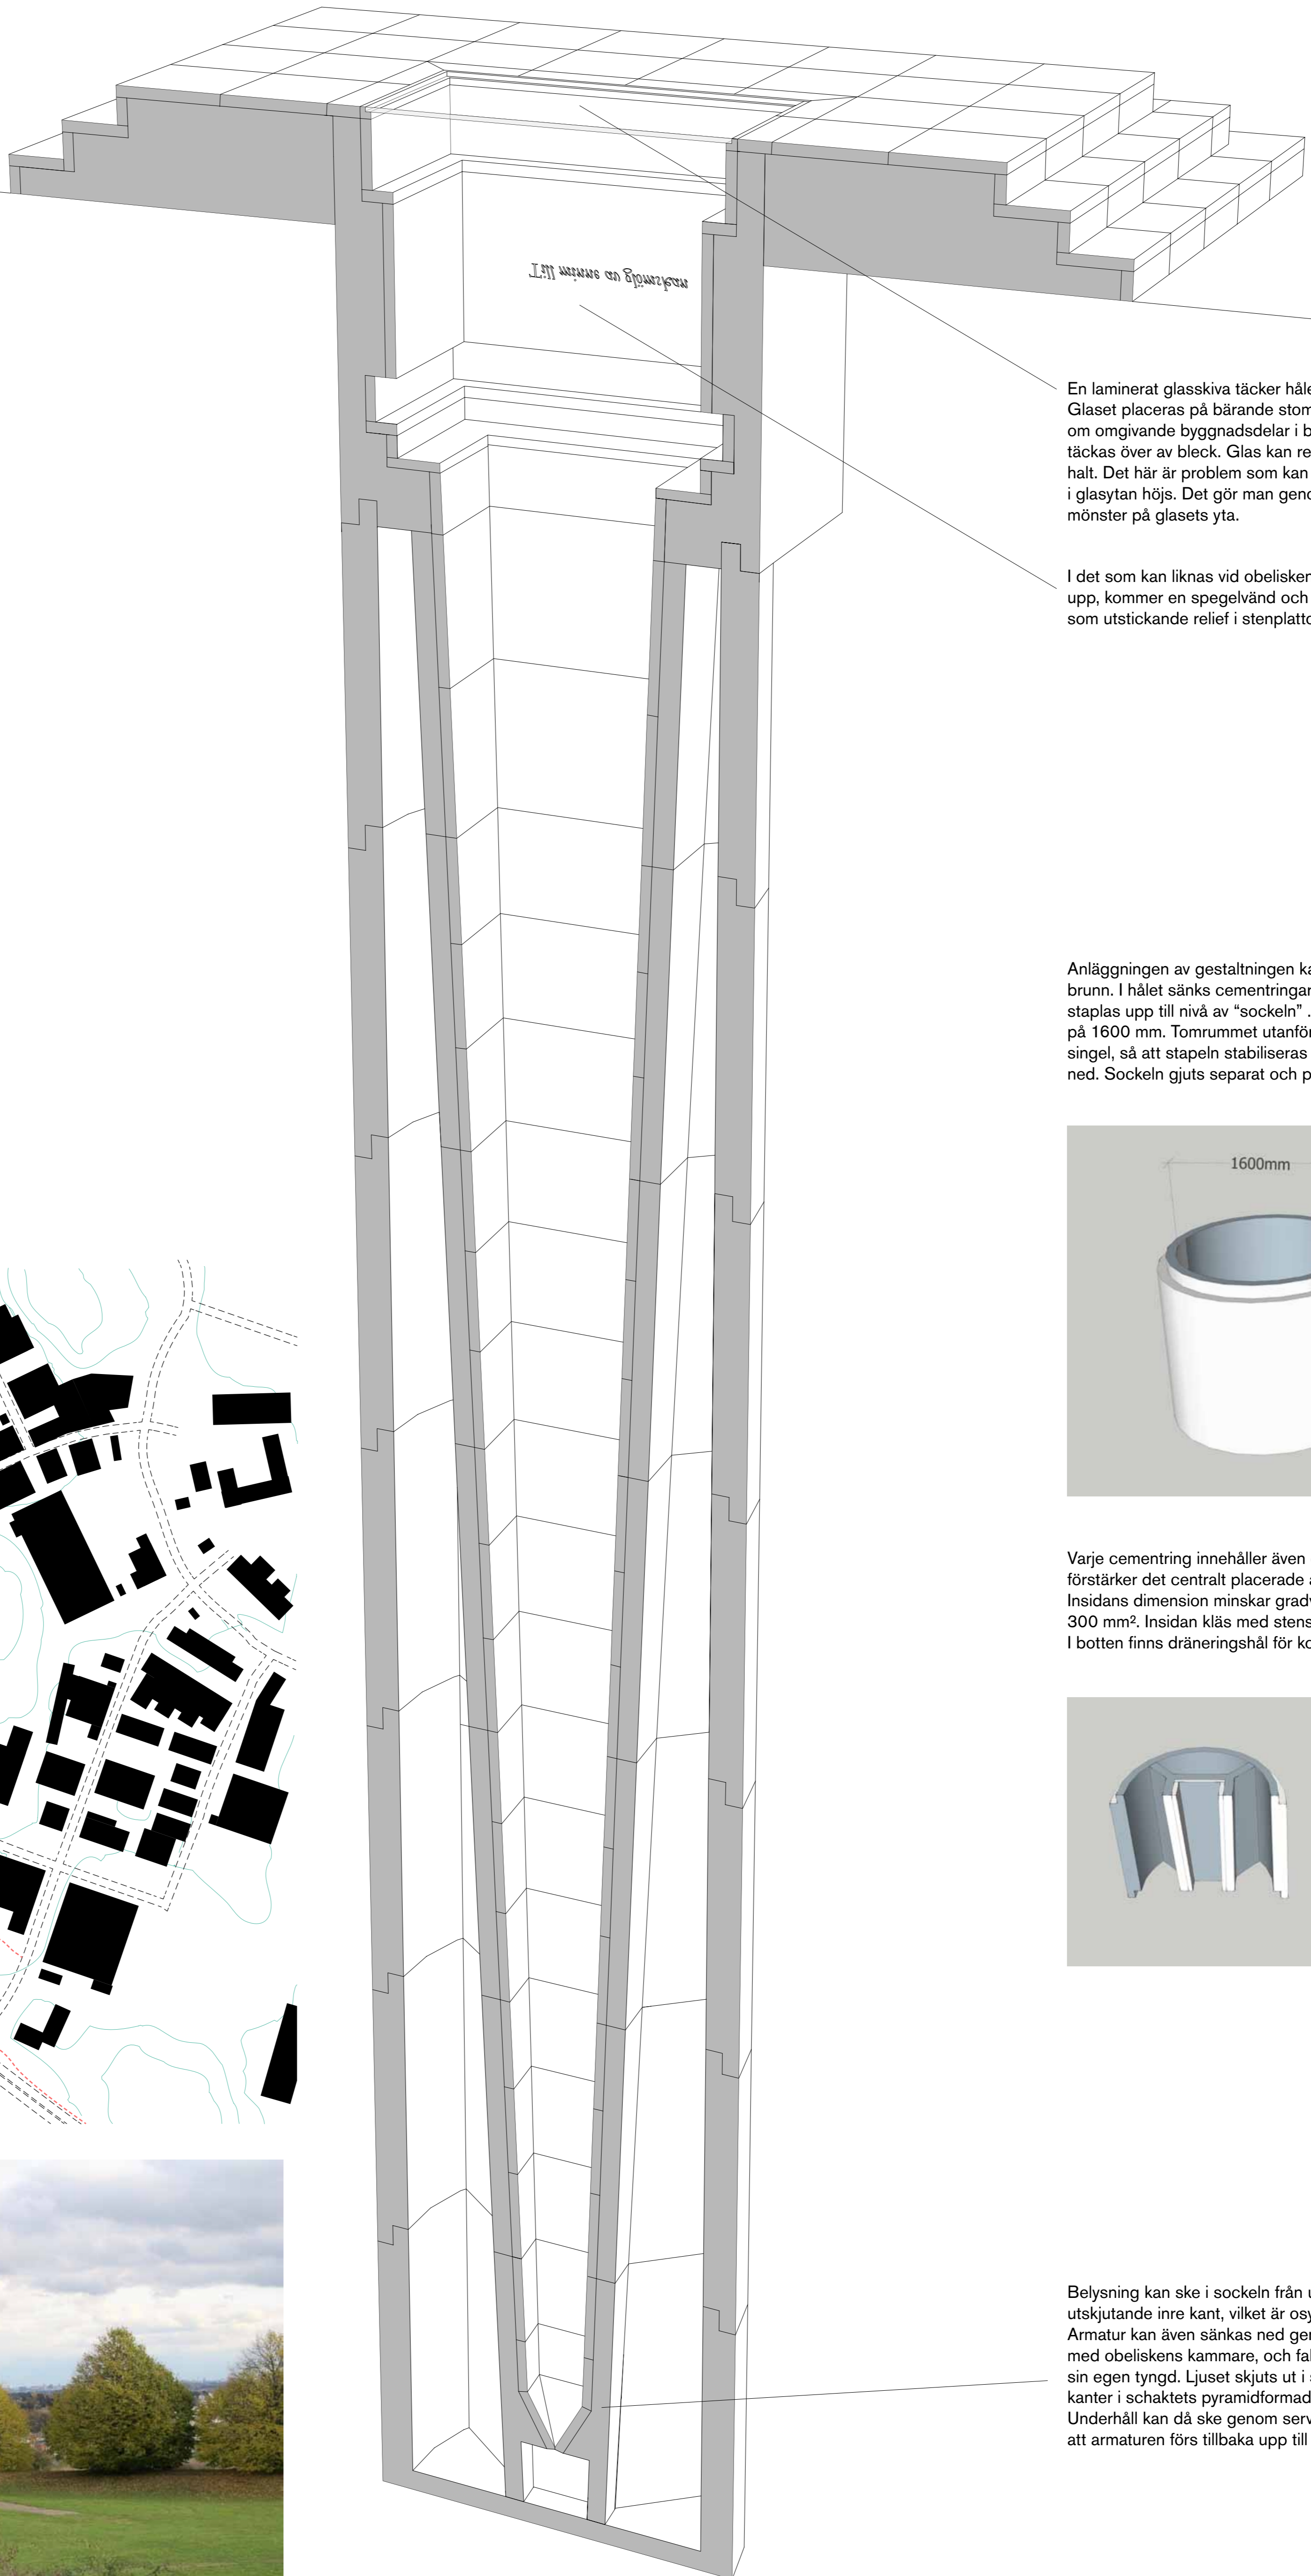 Till minne av glömskan
En laminerat glasskiva täcker håle
Glaset placeras på bärande stom
om omgivande byggnadsdelar i b
täckas över av bleck. Glas kan re
halt. Det här är problem som kan
i glasytan höjs. Det gör man geno
mönster på glasets yta.
I det som kan liknas vid obelisken
upp, kommer en spegelvänd och
som utstickande relief i stenplatto
Anläggningen av gestaltningen ka
brunn. I hålet sänks cementringar
staplas upp till nivå av “sockeln” .
på 1600 mm. Tomrummet utanför
singel, så att stapeln stabiliseras
ned. Sockeln gjuts separat och p
1600mm
Varje cementring innehåller även
förstärker det centralt placerade
Insidans dimension minskar gradv
300 mm². Insidan kläs med stens
I botten finns dräneringshål för ko
Belysning kan ske i sockeln från u
utskjutande inre kant, vilket är osy
Armatur kan även sänkas ned gen
med obeliskens kammare, och fal
sin egen tyngd. Ljuset skjuts ut i s
kanter i schaktets pyramidformad
Underhåll kan då ske genom serv
att armaturen förs tillbaka upp till